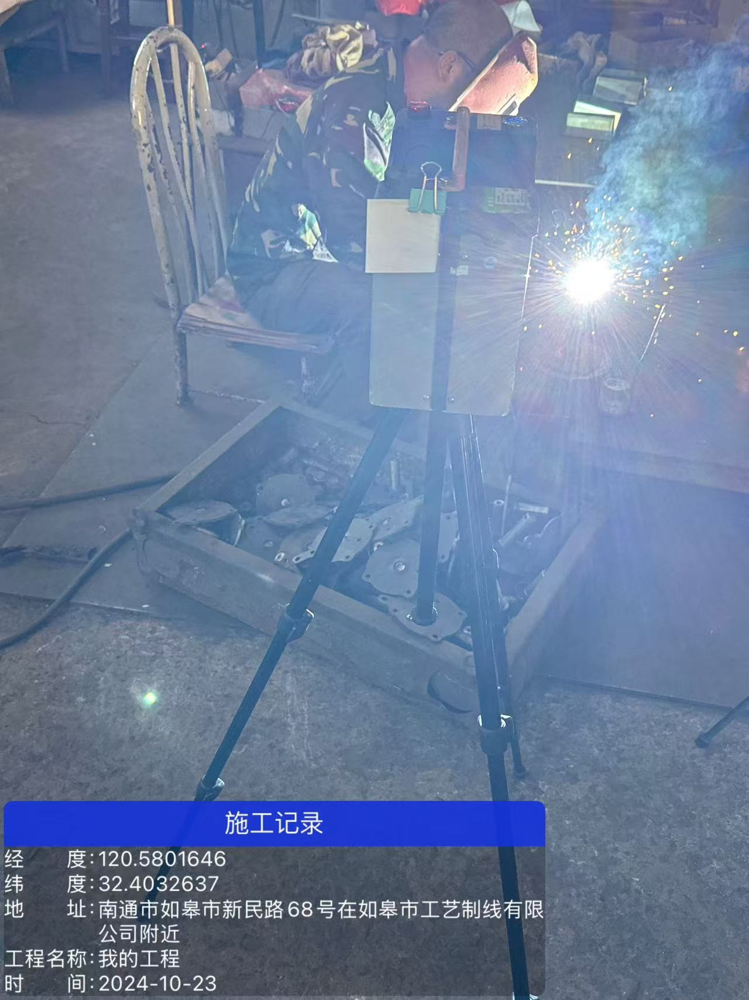 施工记录
经 度:120.5801646
纬 度:32.4032637
地 址:南通市如皋市新民路68号在如皋市工艺制线有限
公司附近
工程名称:我的工程
时 间:2024-10-23